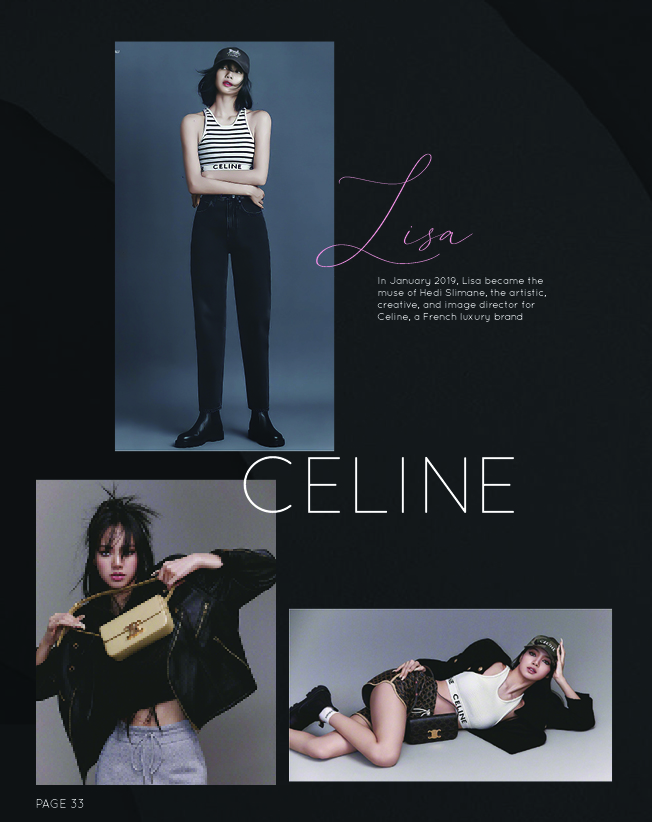 CELINE
Lisa
In January 2019, Lisa became the
muse of Hedi Slimane, the artistic,
creative, and image director for
Celine, a French luxury brand
CELINE
CELINE
CELINE
PAGE 33